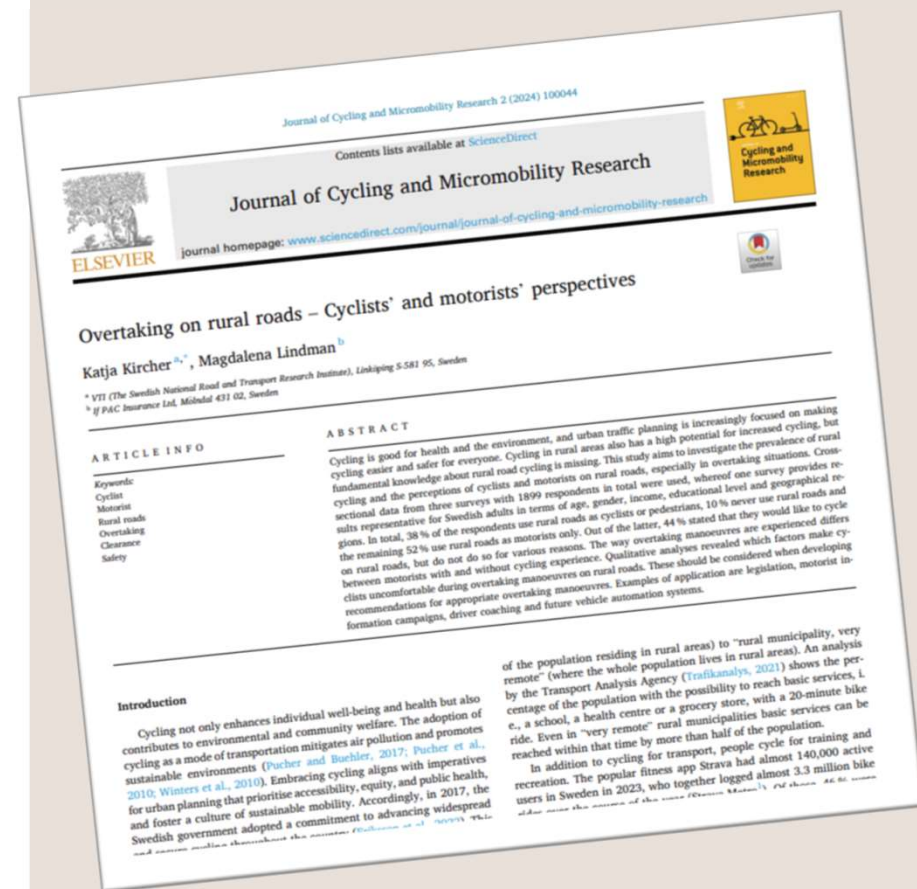 Journal of Cycling and Micromobility Research 2 (2024) 100044
Contents lists available at ScienceDirect
Journal of Cycling and Micromobility Research
journal homepage: www.sciencedirect.com/journal/journal-of-cycling-and-micromobility-research
ELSEVIER
Cycling and
Micromobility
Research
Check for
updates
Overtaking on rural roads – Cyclists' and motorists' perspectives
Katja Kircher a,*, Magdalena Lindman b
a VTI (The Swedish National Road and Transport Research Institute), Linköping S-581 95, Sweden
b If P&C Insurance Ltd, Mölndal 431 02, Sweden
ARTICLE INFO
Keywords:
Cyclist
Motorist
Rural roads
Overtaking
Clearance
Safety
ABSTRACT
Cycling is good for health and the environment, and urban traffic planning is increasingly focused on making
cycling easier and safer for everyone. Cycling in rural areas also has a high potential for increased cycling, but
fundamental knowledge about rural road cycling is missing. This study aims to investigate the prevalence of rural
cycling and the perceptions of cyclists and motorists on rural roads, especially in overtaking situations. Cross-
sectional data from three surveys with 1899 respondents in total were used, whereof one survey provides re-
sults representative for Swedish adults in terms of age, gender, income, educational level and geographical re-
gions. In total, 38 % of the respondents use rural roads as cyclists or pedestrians, 10 % never use rural roads and
the remaining 52 % use rural roads as motorists only. Out of the latter, 44 % stated that they would like to cycle
on rural roads, but do not do so for various reasons. The way overtaking manoeuvres are experienced differs
between motorists with and without cycling experience. Qualitative analyses revealed which factors make cy-
clists uncomfortable during overtaking manoeuvres on rural roads. These should be considered when developing
recommendations for appropriate overtaking manoeuvres. Examples of application are legislation, motorist in-
formation campaigns, driver coaching and future vehicle automation systems.
Introduction
Cycling not only enhances individual well-being and health but also
contributes to environmental and community welfare. The adoption of
cycling as a mode of transportation mitigates air pollution and promotes
sustainable environments (Pucher and Buehler, 2017; Pucher et al.,
2010; Winters et al., 2010). Embracing cycling aligns with imperatives
for urban planning that prioritise accessibility, equity, and public health,
and foster a culture of sustainable mobility. Accordingly, in 2017, the
Swedish government adopted a commitment to advancing widespread
of the population residing in rural areas) to "rural municipality, very
remote" (where the whole population lives in rural areas). An analysis
by the Transport Analysis Agency (Trafikanalys, 2021) shows the per-
centage of the population with the possibility to reach basic services, i.
e., a school, a health centre or a grocery store, with a 20-minute bike
ride. Even in "very remote" rural municipalities basic services can be
reached within that time by more than half of the population.
In addition to cycling for transport, people cycle for training and
recreation. The popular fitness app Strava had almost 140,000 active
users in Sweden in 2023, who together logged almost 3.3 million bike